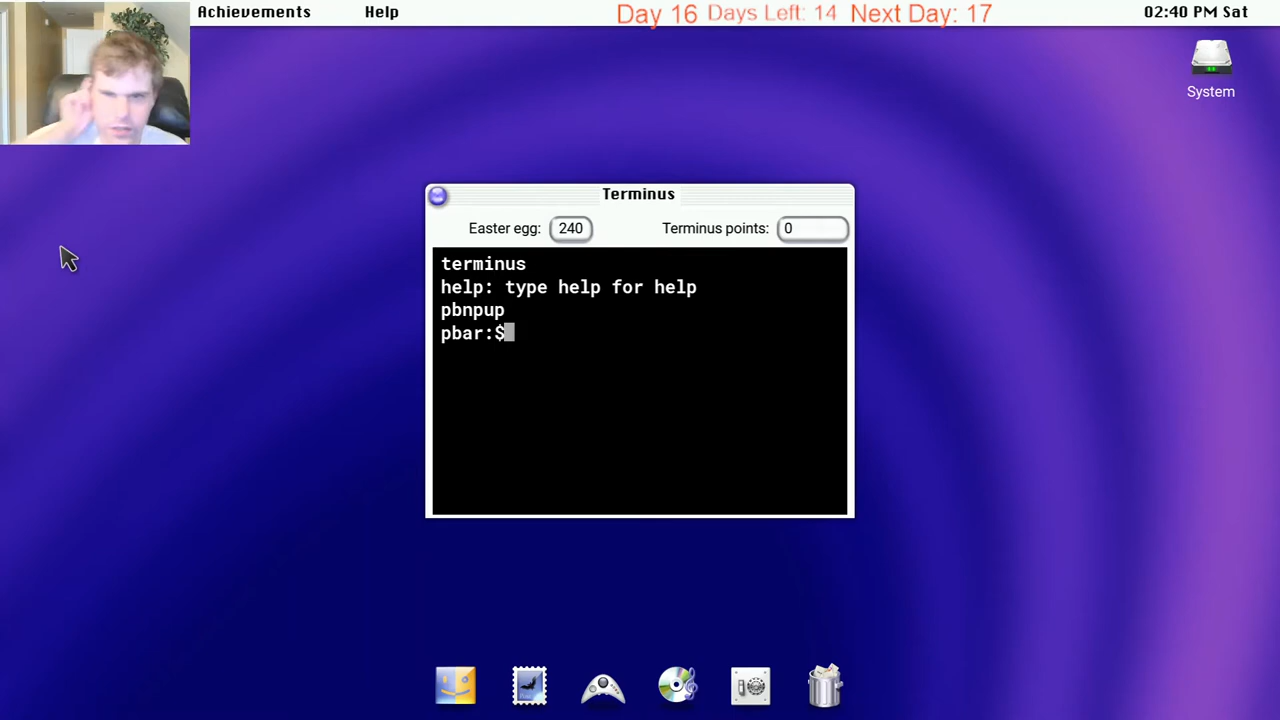 Achievements Help Day 16 Days Left: 14 Next Day: 17 02:40 PM Sat
System
Terminus
Easter egg: 240 Terminus points: 0
terminus
help: type help for help
pbnpup
pbar:$